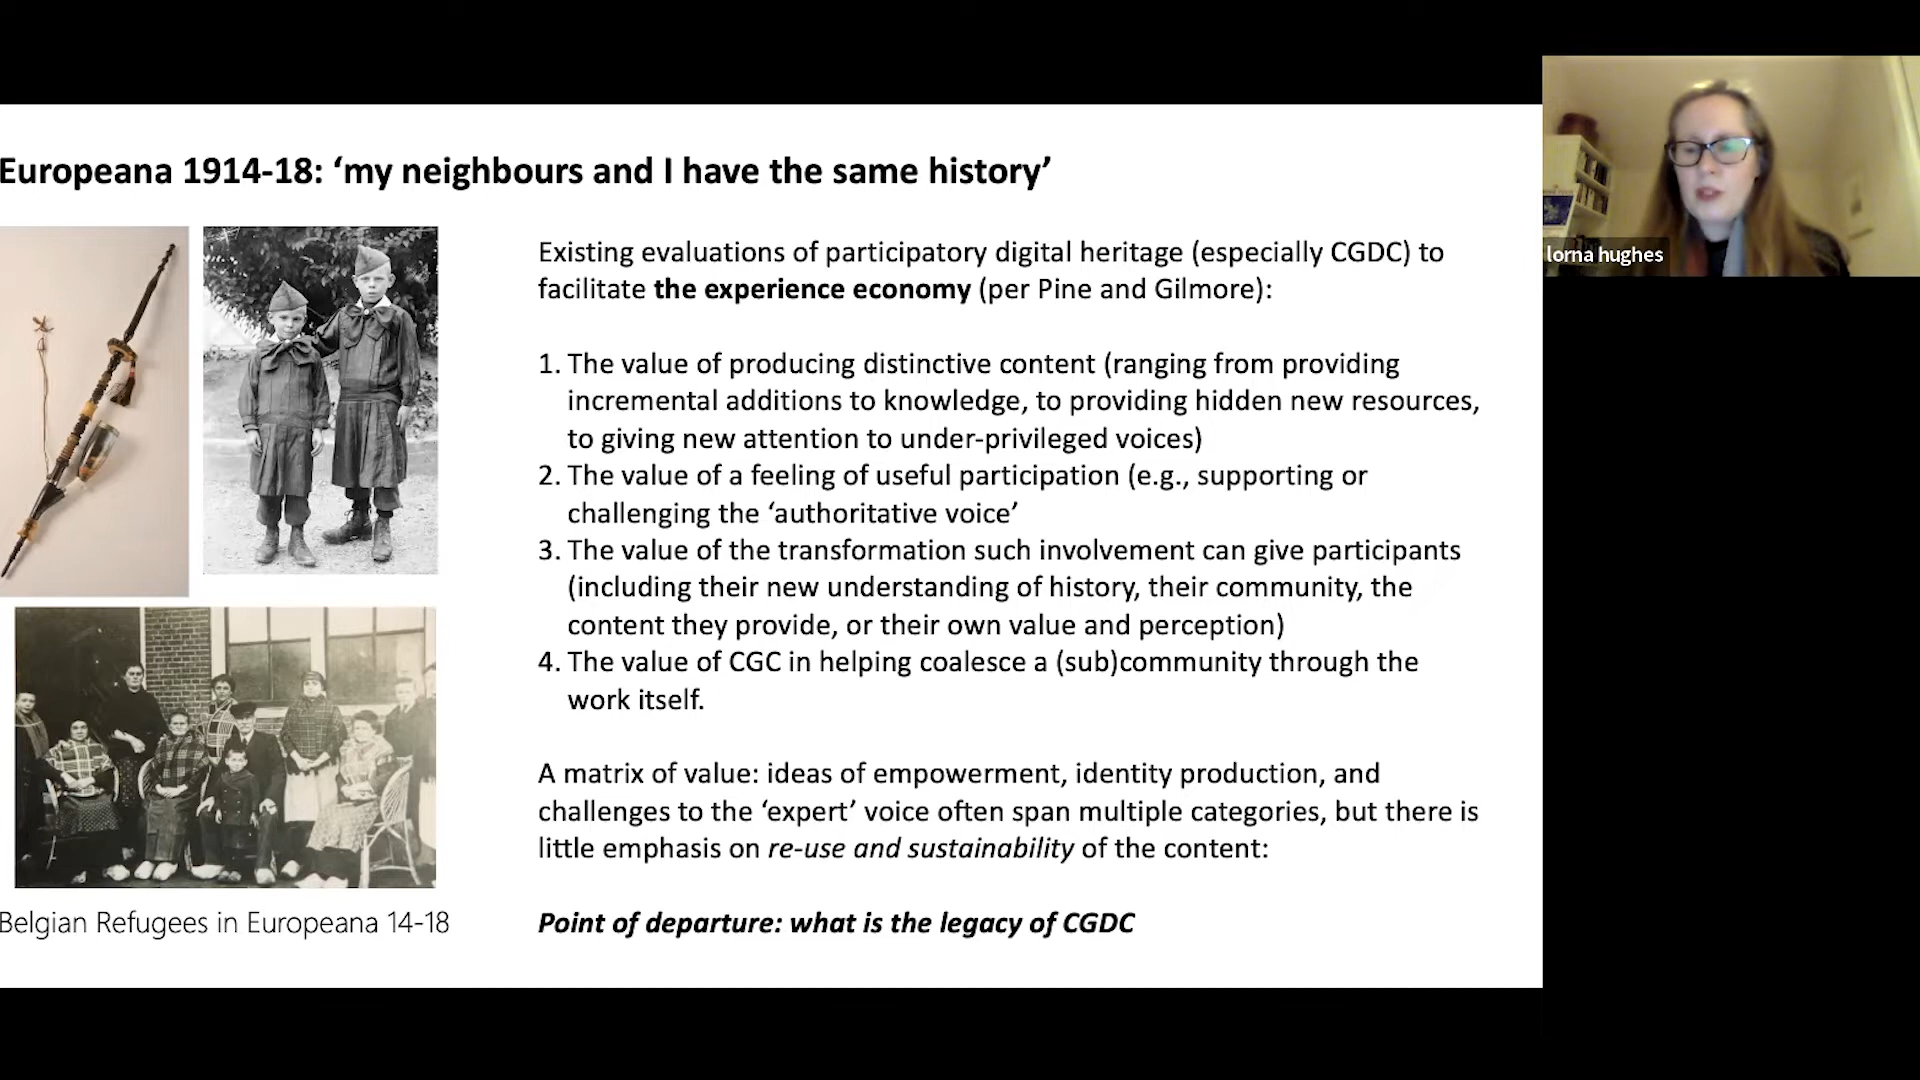 Europeana 1914-18: ‘my neighbours and I have the same history’
Existing evaluations of participatory digital heritage (especially CGDC) to
facilitate the experience economy (per Pine and Gilmore):
1. The value of producing distinctive content (ranging from providing
incremental additions to knowledge, to providing hidden new resources,
to giving new attention to under-privileged voices)
2. The value of a feeling of useful participation (e.g., supporting or
challenging the ‘authoritative voice’
3. The value of the transformation such involvement can give participants
(including their new understanding of history, their community, the
content they provide, or their own value and perception)
4. The value of CGC in helping coalesce a (sub)community through the
work itself.
A matrix of value: ideas of empowerment, identity production, and
challenges to the ‘expert’ voice often span multiple categories, but there is
little emphasis on re-use and sustainability of the content:
Point of departure: what is the legacy of CGDC
Belgian Refugees in Europeana 14-18
lorna hughes